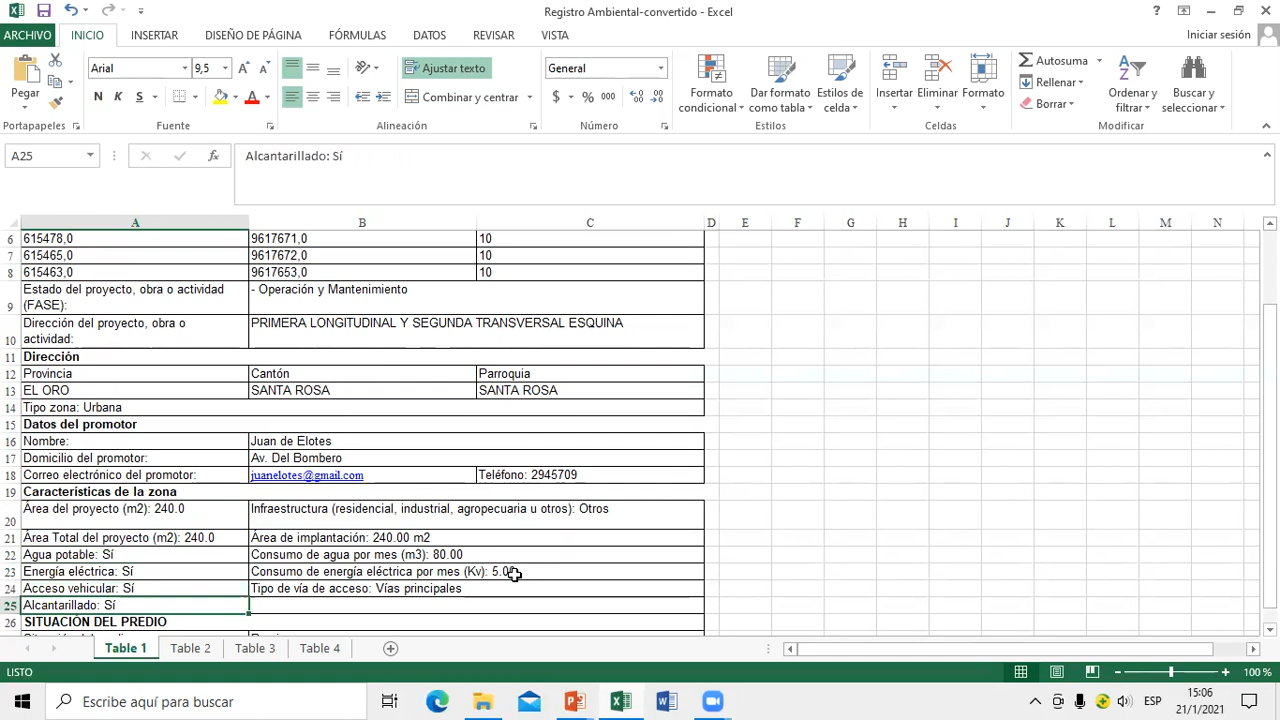 Registro Ambiental-convertido - Excel
ARCHIVO INICIO INSERTAR DISEÑO DE PÁGINA FÓRMULAS DATOS REVISAR VISTA Iniciar sesión
Pegar
Arial 9,5
N K S
Ajustar texto
Combinar y centrar
General
$ % 000
Formato condicional
Dar formato como tabla
Estilos de celda
Insertar Eliminar Formato
Autosuma
Rellenar
Borrar
Ordenar y filtrar
Buscar y seleccionar
Portapapeles Fuente Alineación Número Estilos Celdas Modificar
A25 fx Alcantarillado: Sí
A B C D E F G H I J K L M N
6 615478,0 9617671,0 10
7 615465,0 9617672,0 10
8 615463,0 9617653,0 10
9 Estado del proyecto, obra o actividad (FASE): - Operación y Mantenimiento
10 Dirección del proyecto, obra o actividad: PRIMERA LONGITUDINAL Y SEGUNDA TRANSVERSAL ESQUINA
11 Dirección
12 Provincia Cantón Parroquia
13 EL ORO SANTA ROSA SANTA ROSA
14 Tipo zona: Urbana
15 Datos del promotor
16 Nombre: Juan de Elotes
17 Domicilio del promotor: Av. Del Bombero
18 Correo electrónico del promotor: juanelotes@gmail.com Teléfono: 2945709
19 Características de la zona
20 Área del proyecto (m2): 240.0 Infraestructura (residencial, industrial, agropecuaria u otros): Otros
21 Área Total del proyecto (m2): 240.0 Área de implantación: 240.00 m2
22 Agua potable: Sí Consumo de agua por mes (m3): 80.00
23 Energía eléctrica: Sí Consumo de energía eléctrica por mes (Kv):
24 Acceso vehicular: Sí Tipo de vía de acceso: Vías principales
25 Alcantarillado: Sí
26 SITUACIÓN DEL PREDIO
Table 1 Table 2 Table 3 Table 4
LISTO 100 %
Escribe aquí para buscar
ESP 15:06
21/1/2021